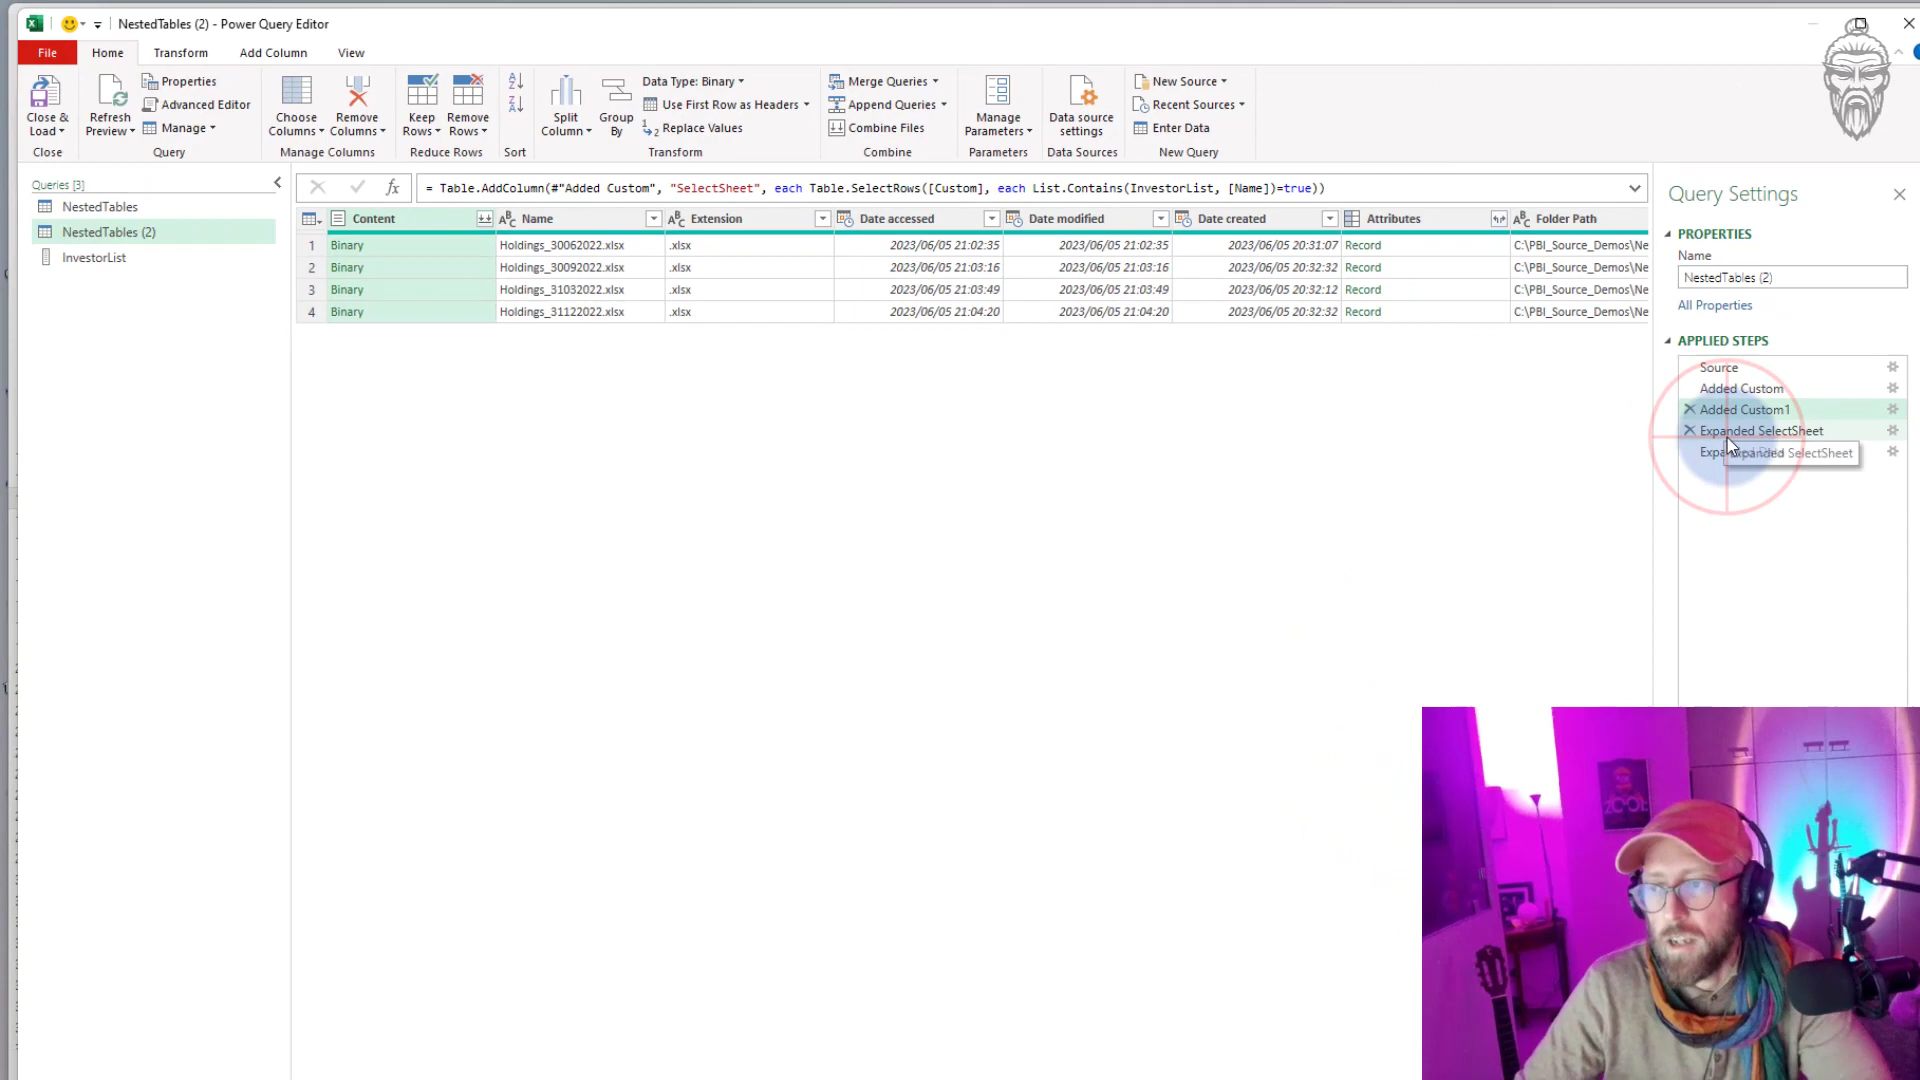 NestedTables (2) - Power Query Editor
File Home Transform Add Column View
Close & Load
Close
Refresh Preview
Properties
Advanced Editor
Manage
Query
Choose Columns
Remove Columns
Manage Columns
Keep Rows
Remove Rows
Reduce Rows
Sort
Split Column
Group By
Data Type: Binary
Use First Row as Headers
Replace Values
Transform
Merge Queries
Append Queries
Combine Files
Combine
Manage Parameters
Parameters
Data source settings
Data Sources
New Source
Recent Sources
Enter Data
New Query
Queries [3]
NestedTables
NestedTables (2)
InvestorList
= Table.AddColumn(#"Added Custom", "SelectSheet", each Table.SelectRows([Custom], each List.Contains(InvestorList, [Name])=true))
Content Name Extension Date accessed Date modified Date created Attributes Folder Path
1 Binary Holdings_30062022.xlsx .xlsx 2023/06/05 21:02:35 2023/06/05 21:02:35 2023/06/05 20:31:07 Record C:\PBI_Source_Demos\Ne
2 Binary Holdings_30092022.xlsx .xlsx 2023/06/05 21:03:16 2023/06/05 21:03:16 2023/06/05 20:32:32 Record C:\PBI_Source_Demos\Ne
3 Binary Holdings_31032022.xlsx .xlsx 2023/06/05 21:03:49 2023/06/05 21:03:49 2023/06/05 20:32:12 Record C:\PBI_Source_Demos\Ne
4 Binary Holdings_31122022.xlsx .xlsx 2023/06/05 21:04:20 2023/06/05 21:04:20 2023/06/05 20:32:32 Record C:\PBI_Source_Demos\Ne
Query Settings
PROPERTIES
Name
NestedTables (2)
All Properties
APPLIED STEPS
Source
Added Custom
Added Custom1
Expanded SelectSheet
Expanded SelectSheet
ZOOL